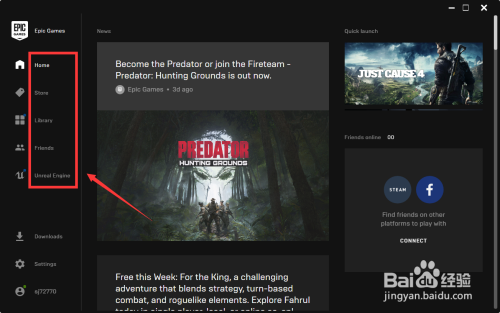 EPIC GAMES
Epic Games
Home
Store
Library
Friends
Unreal Engine
Downloads
Settings
sj72770
News
Become the Predator or join the Fireteam -
Predator: Hunting Grounds is out now.
Epic Games • 3d ago
PREDATOR
HUNTING GROUNDS
Free this Week: For the King, a challenging
adventure that blends strategy, turn-based
combat, and roguelike elements. Explore Fahrul
Quick launch
JUST CAUSE 4
Friends online 00
STEAM
Find friends on other
platforms to play with
CONNECT
Baidu 经验
jingyan.baidu.com